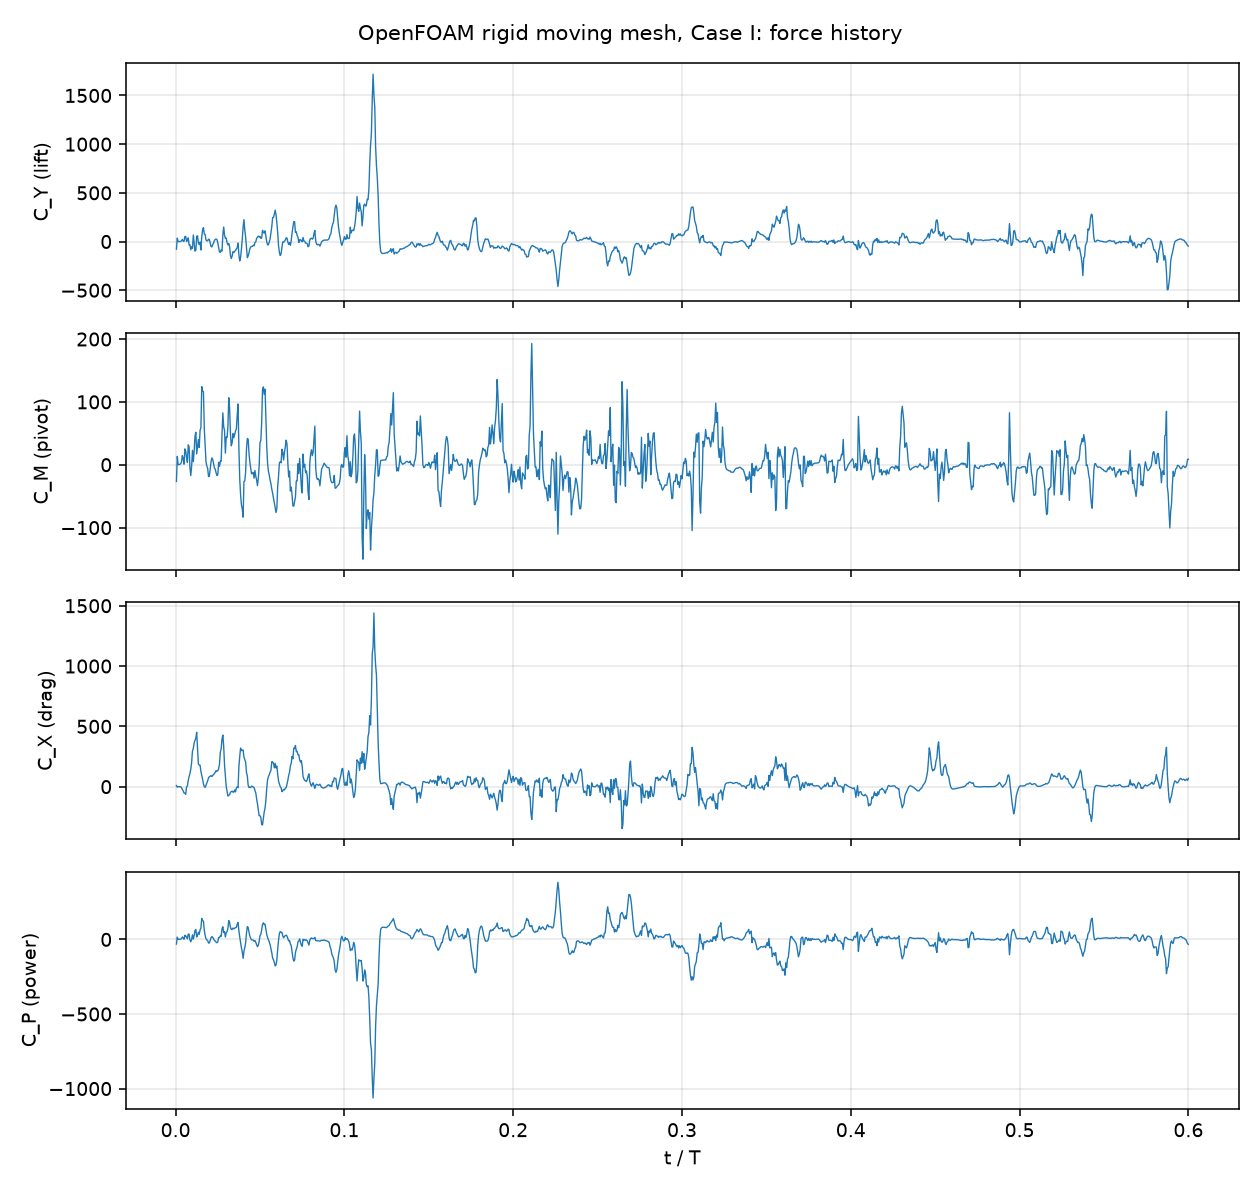 OpenFOAM rigid moving mesh, Case I: force history
C_Y (lift)
1500
1000
500
0
−500
C_M (pivot)
200
100
0
−100
C_X (drag)
1500
1000
500
0
C_P (power)
0
−500
−1000
0.0 0.1 0.2 0.3 0.4 0.5 0.6
t / T